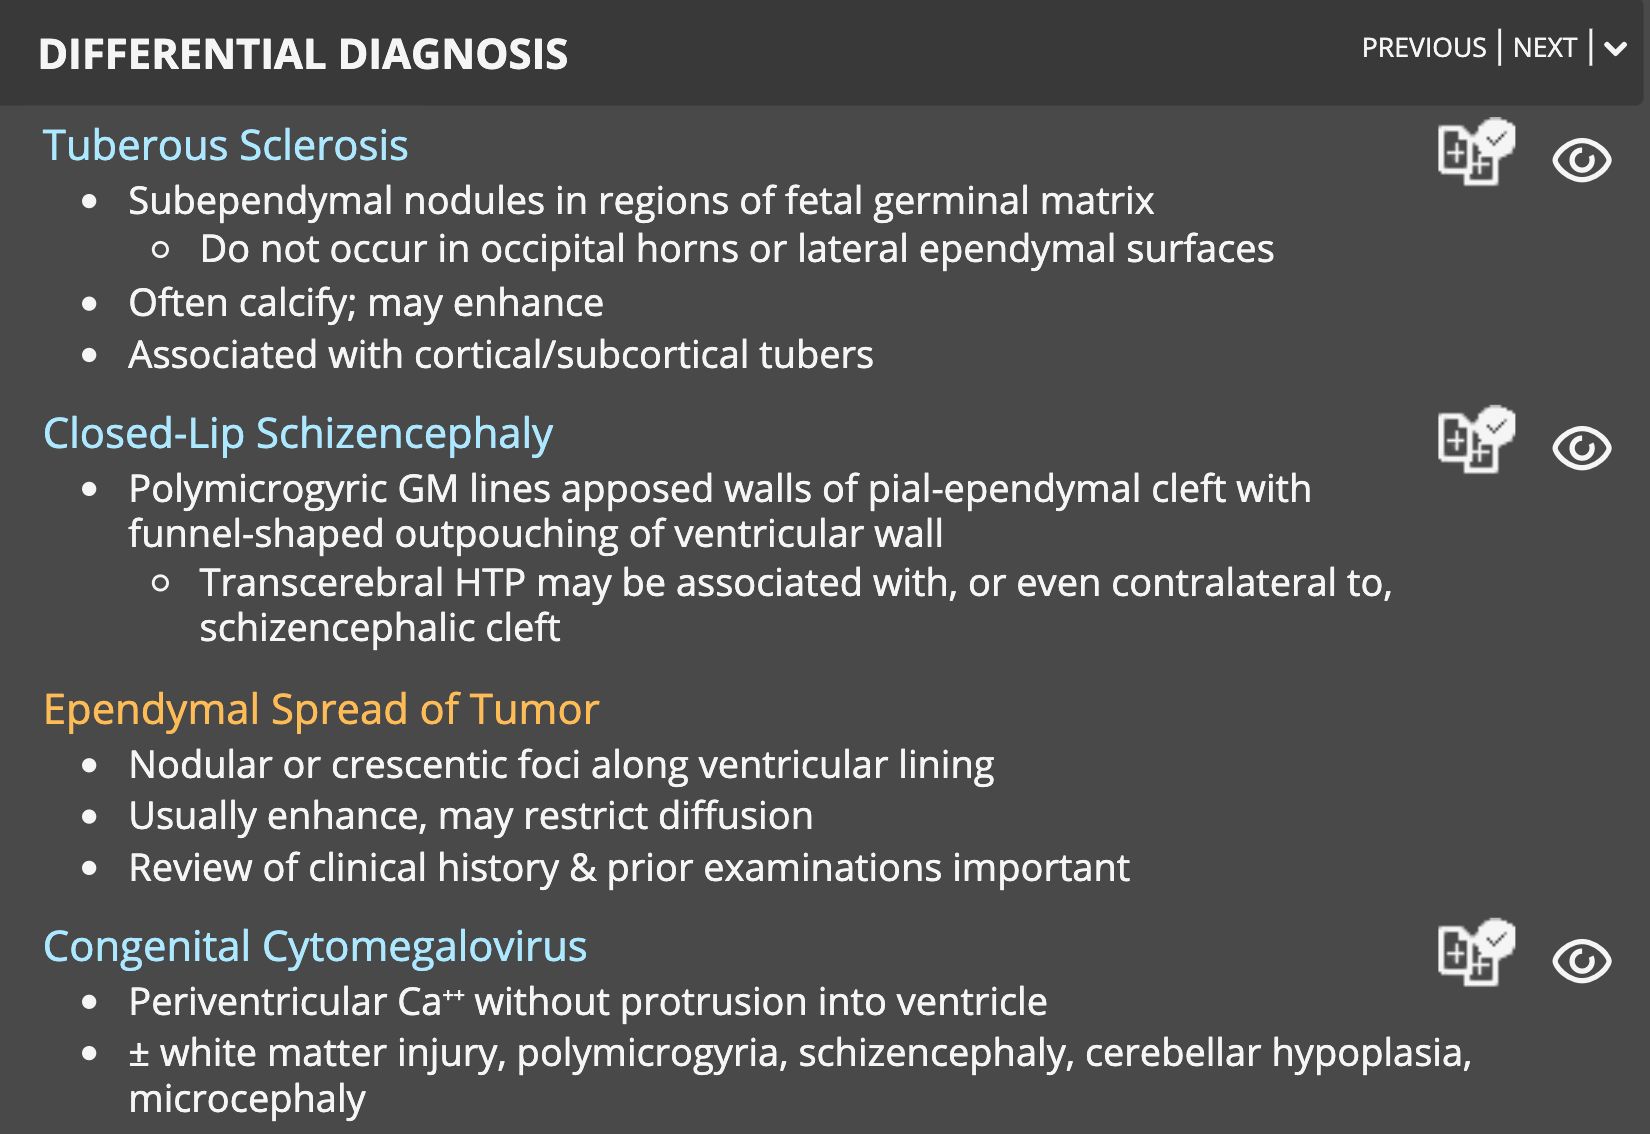 DIFFERENTIAL DIAGNOSIS
PREVIOUS | NEXT |
Tuberous Sclerosis
• Subependymal nodules in regions of fetal germinal matrix
○ Do not occur in occipital horns or lateral ependymal surfaces
• Often calcify; may enhance
• Associated with cortical/subcortical tubers
Closed-Lip Schizencephaly
• Polymicrogyric GM lines apposed walls of pial-ependymal cleft with
funnel-shaped outpouching of ventricular wall
○ Transcerebral HTP may be associated with, or even contralateral to,
schizencephalic cleft
Ependymal Spread of Tumor
• Nodular or crescentic foci along ventricular lining
• Usually enhance, may restrict diffusion
• Review of clinical history & prior examinations important
Congenital Cytomegalovirus
• Periventricular Ca⁺⁺ without protrusion into ventricle
• ± white matter injury, polymicrogyria, schizencephaly, cerebellar hypoplasia,
microcephaly